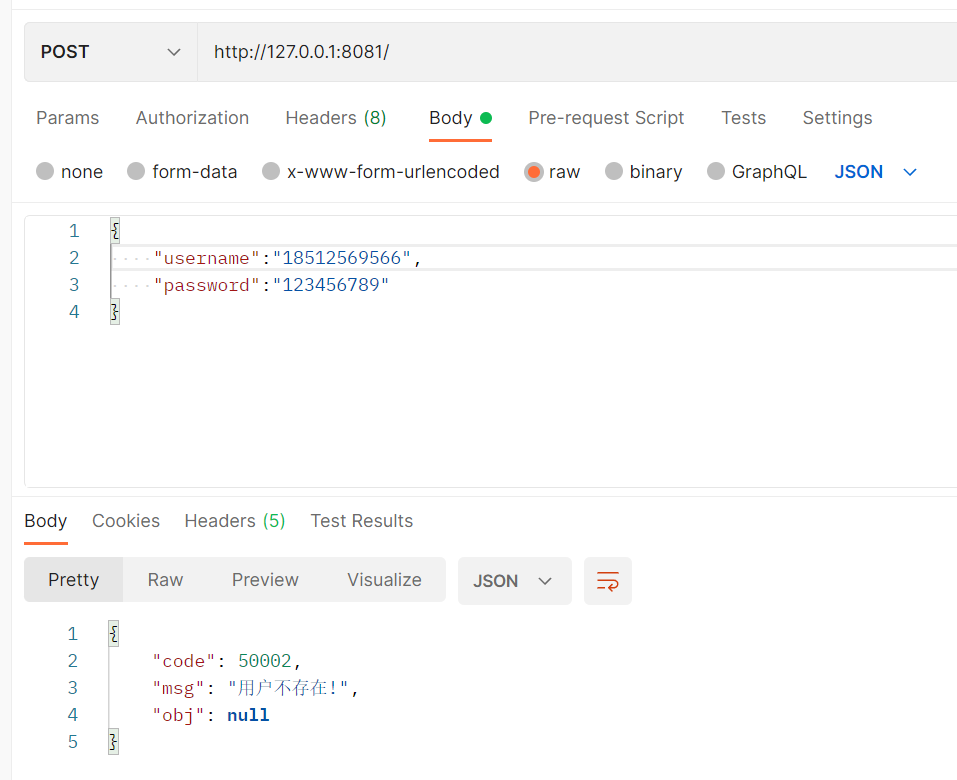 POST http://127.0.0.1:8081/
Params Authorization Headers (8) Body Pre-request Script Tests Settings
none form-data x-www-form-urlencoded raw binary GraphQL JSON
1 {
2 ····"username":"18512569566",
3 ····"password":"123456789"
4 }
Body Cookies Headers (5) Test Results
Pretty Raw Preview Visualize JSON
1 {
2 "code": 50002,
3 "msg": "用户不存在!",
4 "obj": null
5 }